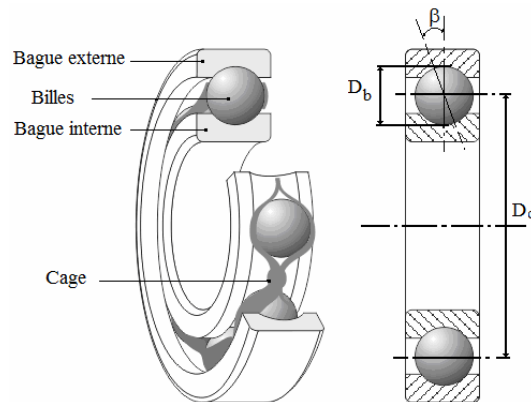 Bague externe
Billes
Bague interne
Cage
β
D_b
D_c